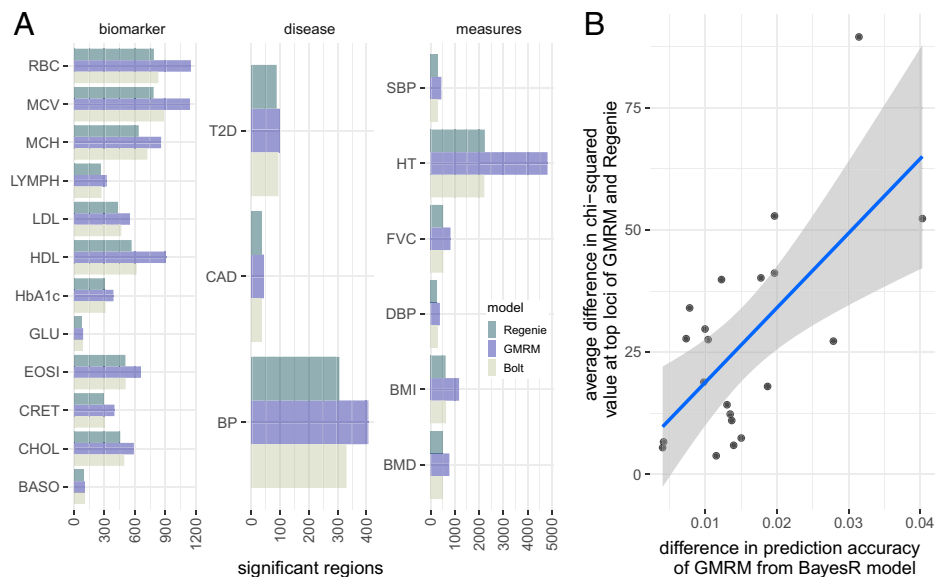 A
biomarker
disease
measures
RBC
MCV
MCH
LYMPH
LDL
HDL
HbA1c
GLU
EOSI
CRET
CHOL
BASO
0
300
600
900
1200
T2D
CAD
BP
0
100
200
300
400
SBP
HT
FVC
DBP
BMI
BMD
0
1000
2000
3000
4000
5000
model
Regenie
GMRM
Bolt
significant regions
B
average difference in chi-squared
value at top loci of GMRM and Regenie
75
50
25
0
0.01
0.02
0.03
0.04
difference in prediction accuracy
of GMRM from BayesR model